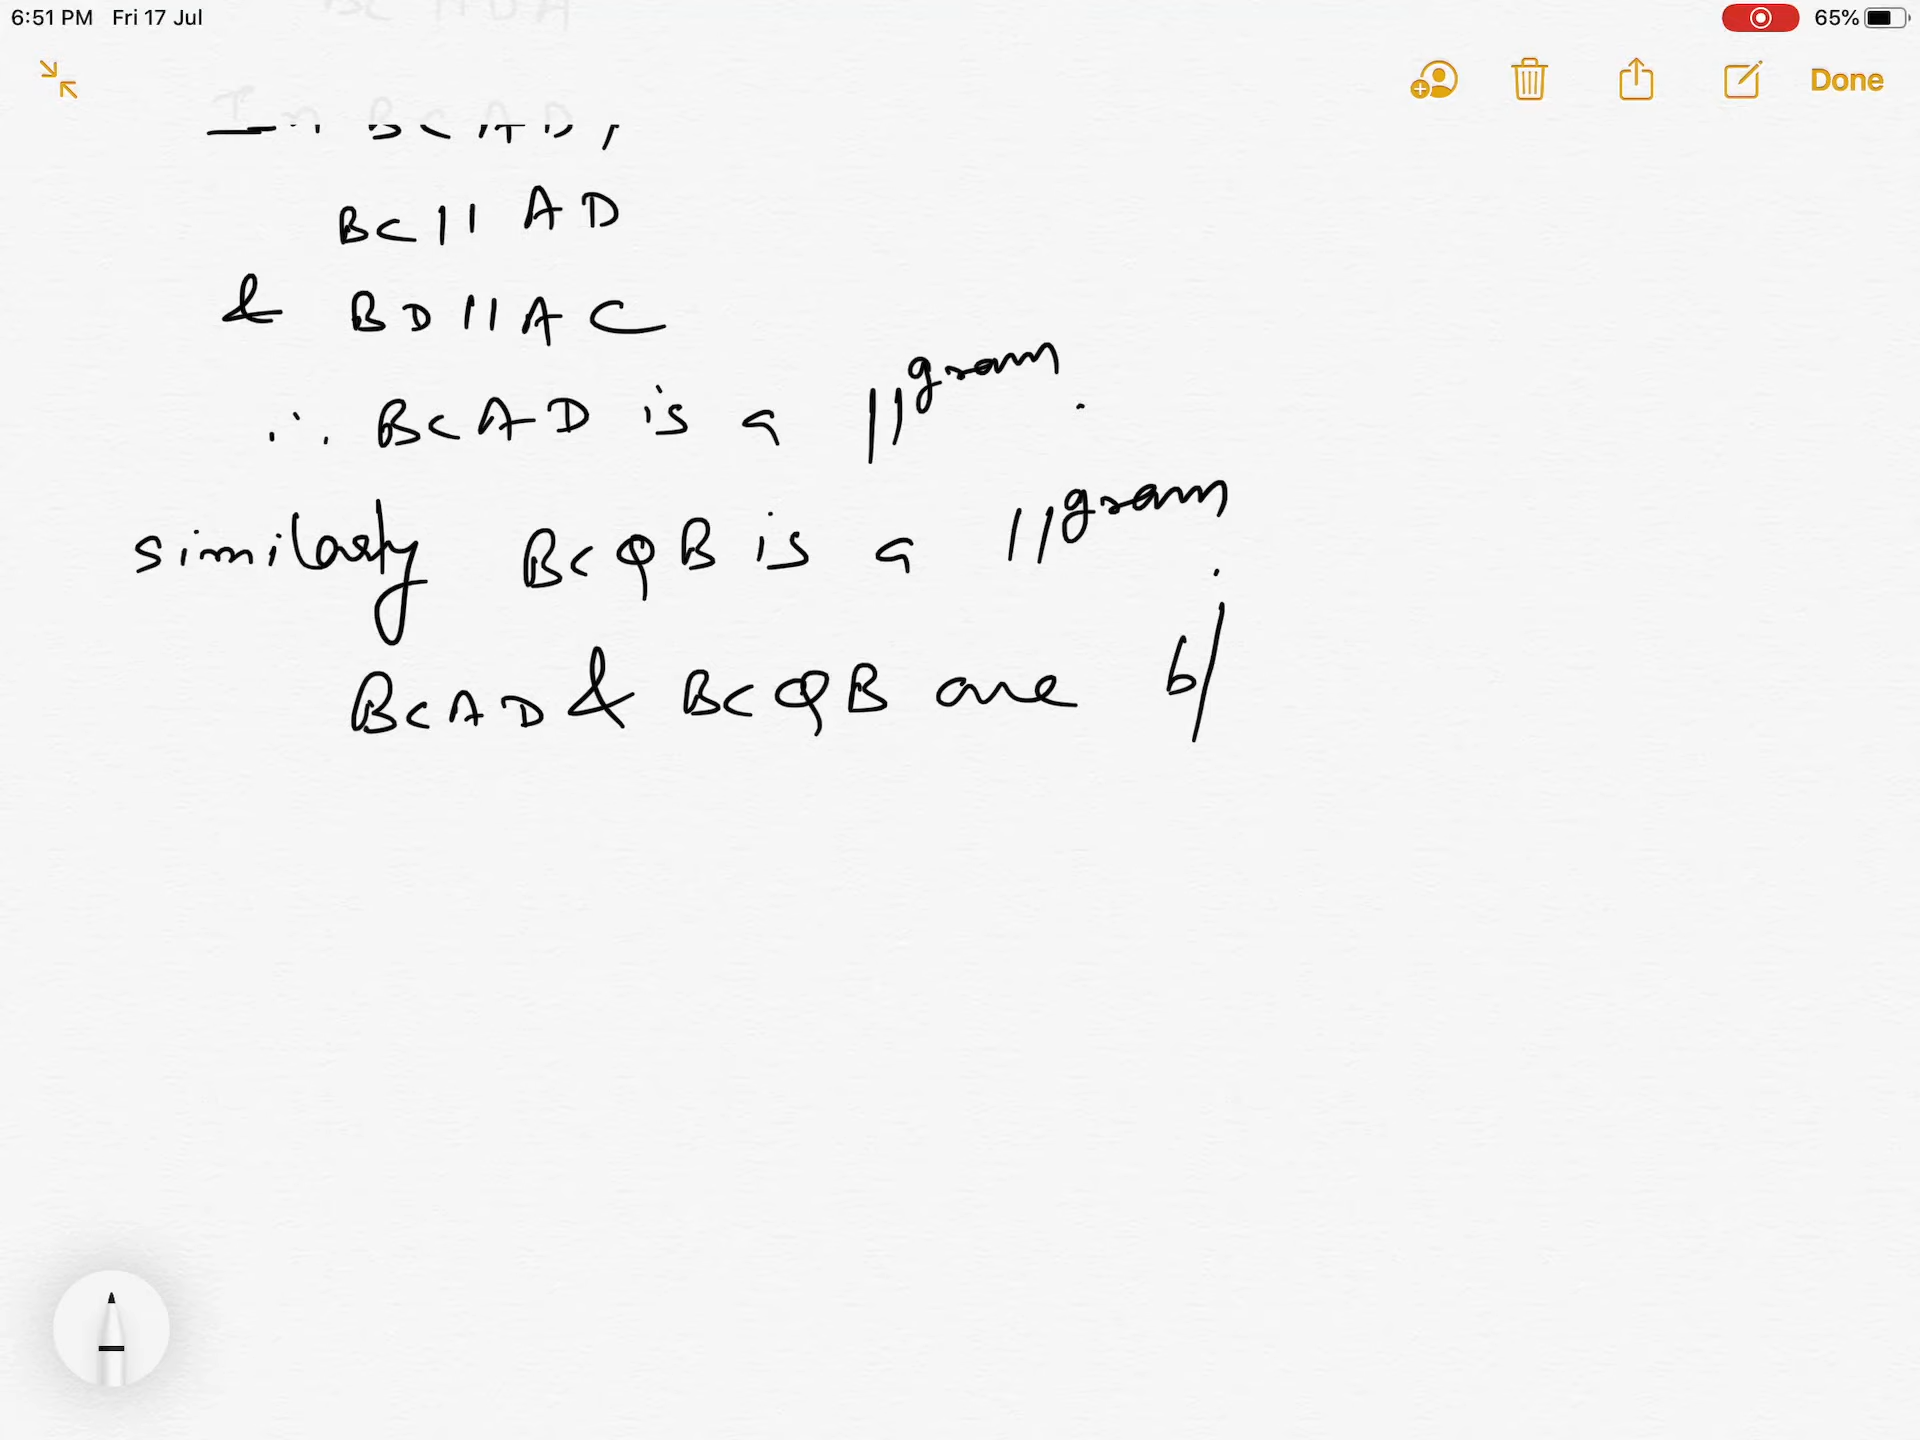 6:51 PM Fri 17 Jul 65%
Done
BC || AD
& BD || AC
∴ BCAD is a ||gram.
similarly BCQB is a ||gram.
BCAD & BCQB are b/